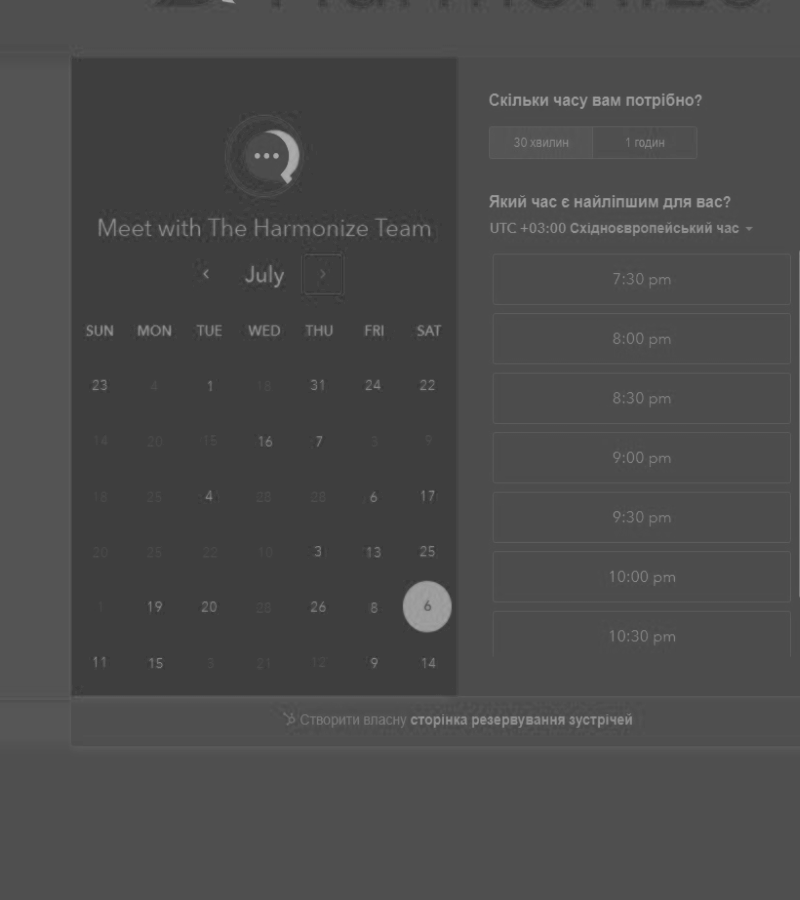 Meet with The Harmonize Team
July
SUN MON TUE WED THU FRI SAT
23 4 1 18 31 24 22
14 20 15 16 7 3 9
18 25 4 28 28 6 17
20 25 22 10 3 13 25
1 19 20 28 26 8 6
11 15 3 21 12 9 14
Скільки часу вам потрібно?
30 хвилин 1 годин
Який час є найліпшим для вас?
UTC +03:00 Східноєвропейський час
7:30 pm
8:00 pm
8:30 pm
9:00 pm
9:30 pm
10:00 pm
10:30 pm
Створити власну сторінка резервування зустрічей